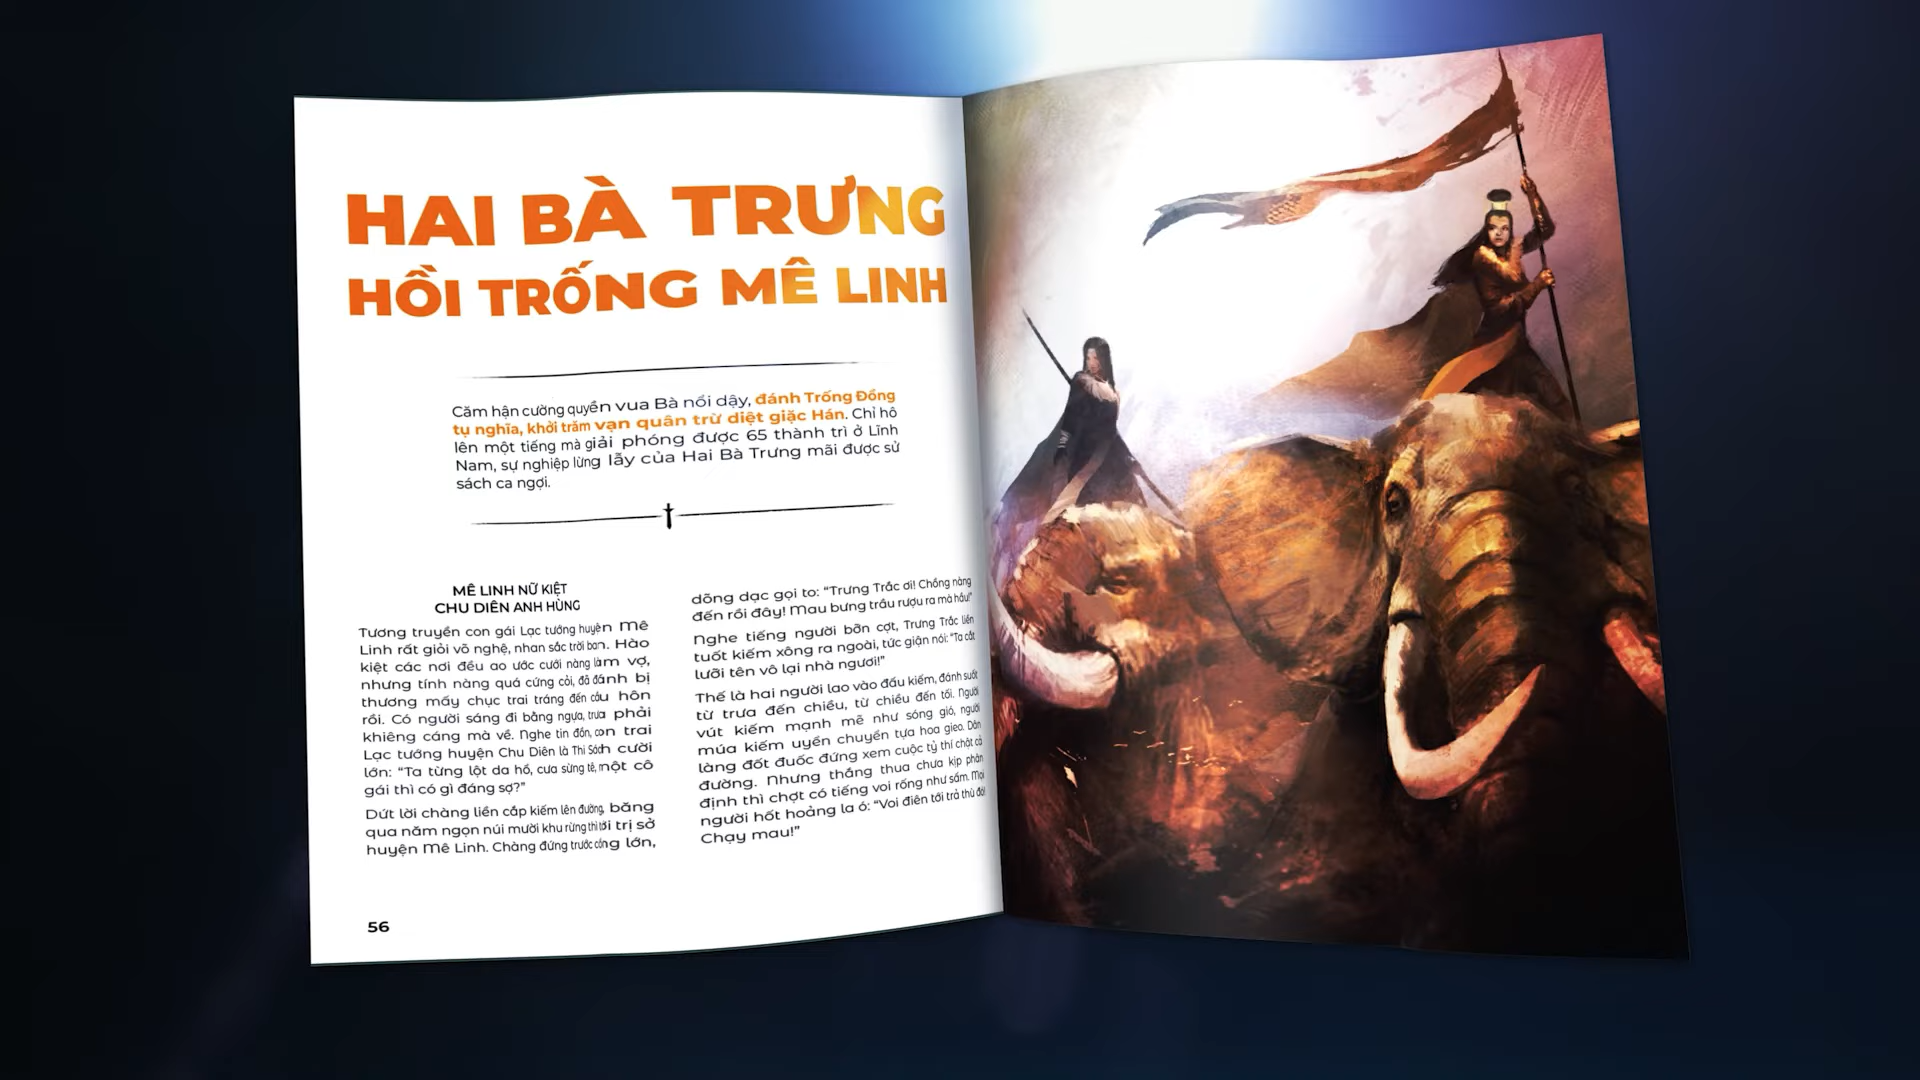 HAI BÀ TRƯNG
HỒI TRỐNG MÊ LINH
Căm hận cường quyền vua Bà nổi dậy, đánh Trống Đồng
tụ nghĩa, khởi trăm vạn quân trừ diệt giặc Hán. Chỉ hô
lên một tiếng mà giải phóng được 65 thành trì ở Lĩnh
Nam, sự nghiệp lừng lẫy của Hai Bà Trưng mãi được sử
sách ca ngợi.
MÊ LINH NỮ KIỆT
CHU DIÊN ANH HÙNG
Tương truyền con gái Lạc tướng huyện Mê
Linh rất giỏi võ nghệ, nhan sắc trời ban. Hào
kiệt các nơi đều ao ước cưới nàng làm vợ,
nhưng tính nàng quá cứng cỏi, đã đánh bị
thương mấy chục trai tráng đến cầu hôn
rồi. Có người sáng đi bằng ngựa, trưa phải
khiêng cáng mà về. Nghe tin đồn, con trai
Lạc tướng huyện Chu Diên là Thi Sách cười
lớn: “Ta từng lột da hổ, cưa sừng tê, một cô
gái thì có gì đáng sợ?”
Dứt lời chàng liền cắp kiếm lên đường, băng
qua năm ngọn núi mười khu rừng thì tới trị sở
huyện Mê Linh. Chàng đứng trước cổng lớn,
dõng dạc gọi to: “Trưng Trắc ơi! Chồng nàng
đến rồi đây! Mau bưng trầu rượu ra mà hầu!”
Nghe tiếng người bỡn cợt, Trưng Trắc liền
tuốt kiếm xông ra ngoài, tức giận nói: “Ta cắt
lưỡi tên vô lại nhà ngươi!”
Thế là hai người lao vào đấu kiếm, đánh suốt
từ trưa đến chiều, từ chiều đến tối. Người
vút kiếm mạnh mẽ như sóng gió, người
múa kiếm uyển chuyển tựa hoa gieo. Dân
làng đốt đuốc đứng xem cuộc tỷ thí chật cả
đường. Nhưng thắng thua chưa kịp phân
định thì chợt có tiếng voi rống như sấm. Mọi
người hốt hoảng la ó: “Voi điên tới trả thù đó!
Chạy mau!”
56